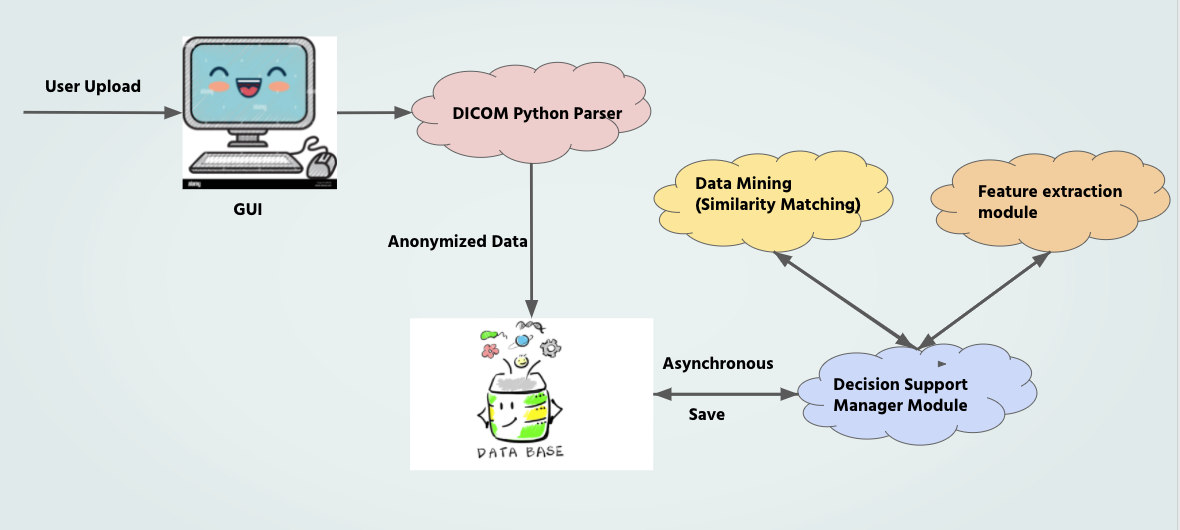 User Upload
GUI
DICOM Python Parser
Anonymized Data
Data Mining
(Similarity Matching)
Feature extraction
module
Asynchronous
Save
Decision Support
Manager Module
DATA BASE